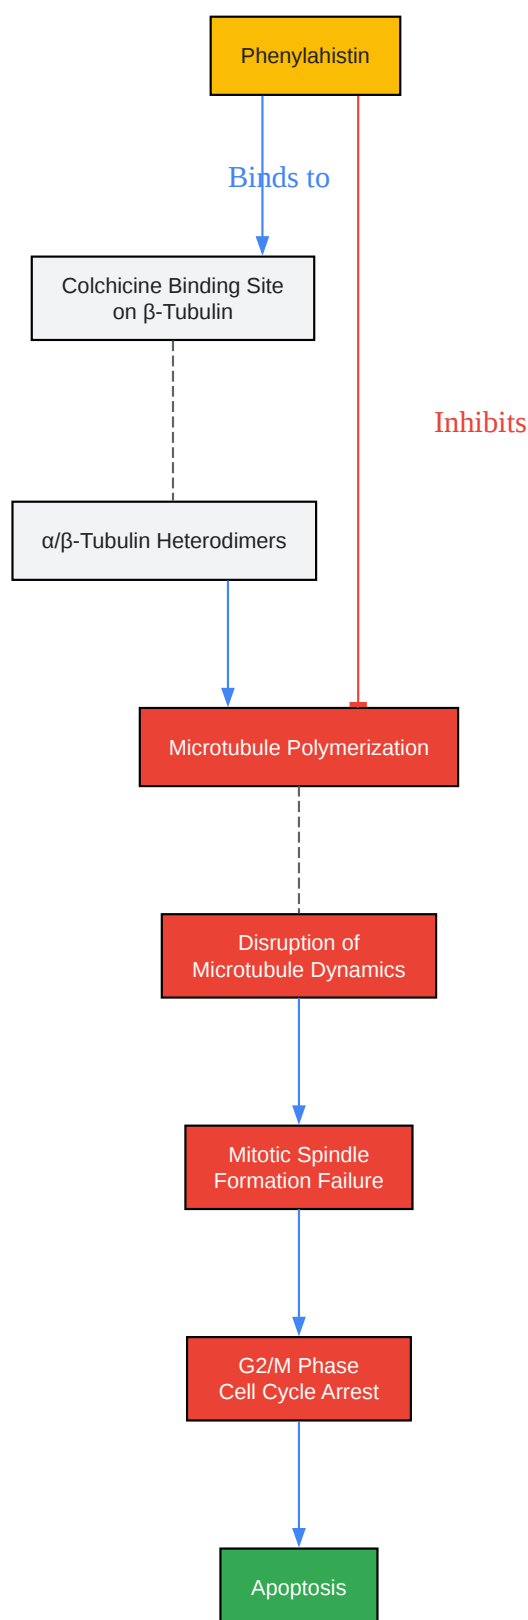 Phenylahistin
Binds to
Colchicine Binding Site
on β-Tubulin
Inhibits
α/β-Tubulin Heterodimers
Microtubule Polymerization
Disruption of
Microtubule Dynamics
Mitotic Spindle
Formation Failure
G2/M Phase
Cell Cycle Arrest
Apoptosis